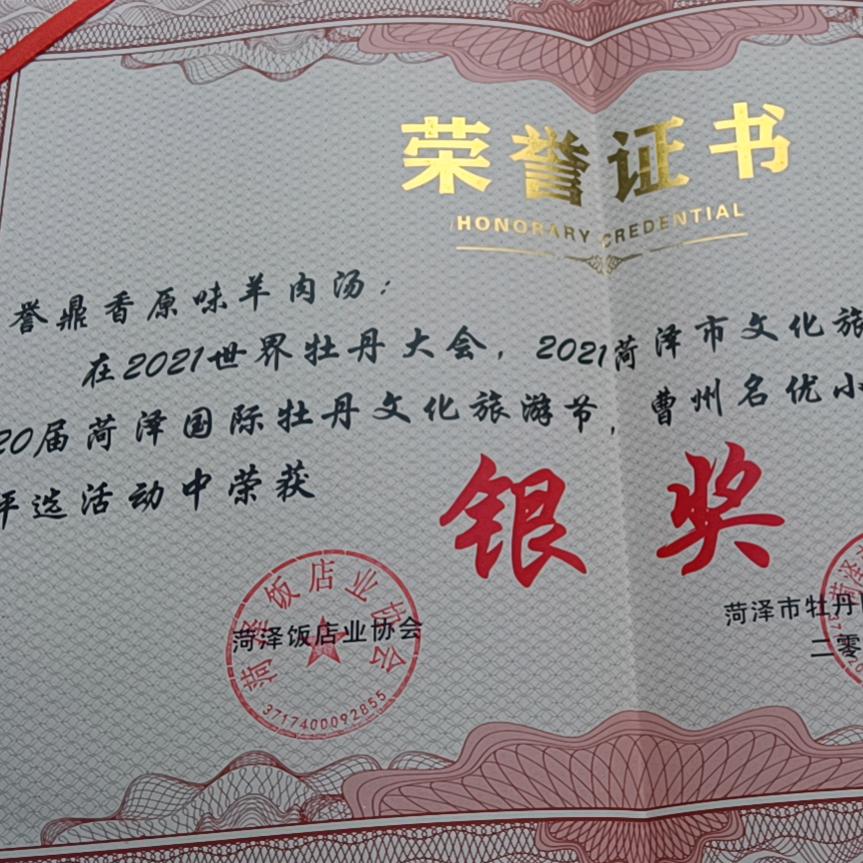 荣誉证书
HONORARY CREDENTIAL
誉鼎香原味羊肉汤：
在2021世界牡丹大会，2021菏泽市文化旅
20届菏泽国际牡丹文化旅游节，曹州名优小
评选活动中荣获
银奖
菏泽饭店业协会
菏泽饭店业协会
3717400092855
菏泽市牡丹
二零